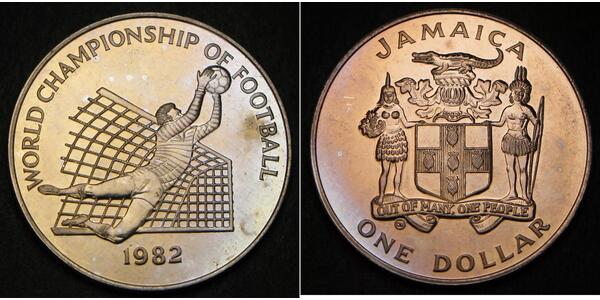 WORLD CHAMPIONSHIP OF FOOTBALL
1982
JAMAICA
OUT OF MANY, ONE PEOPLE
ONE DOLLAR